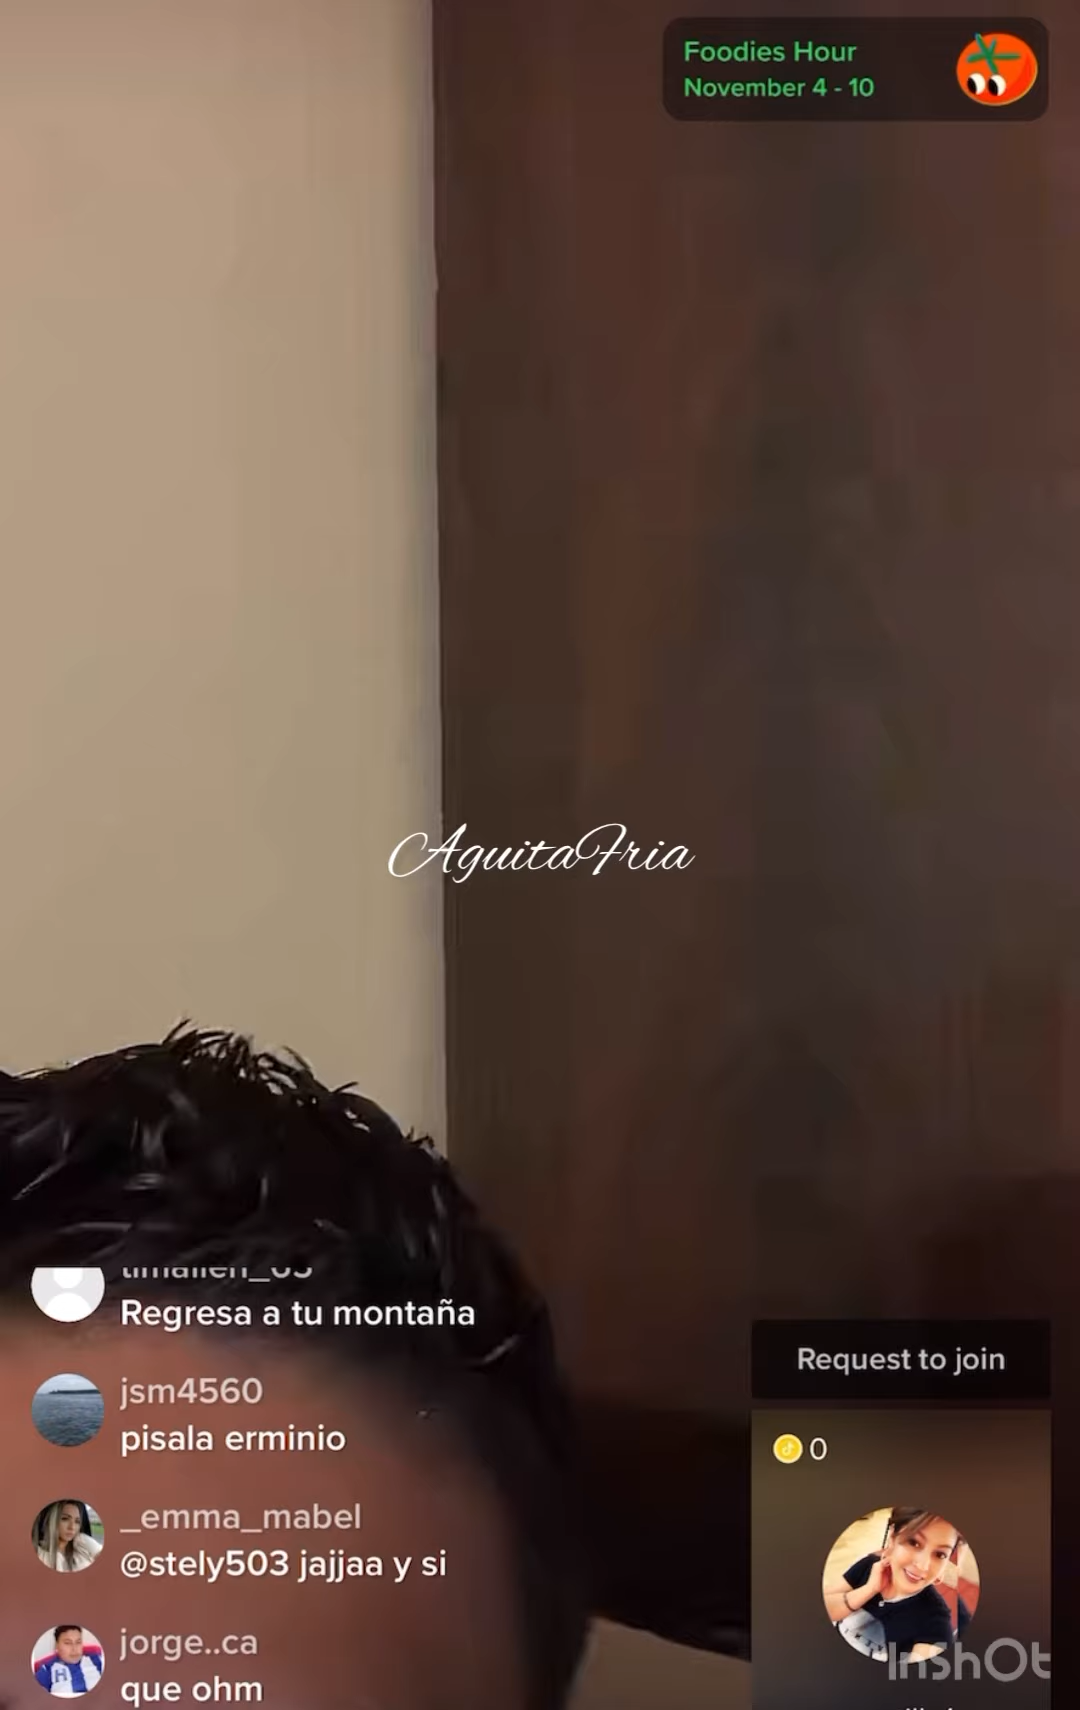 Foodies Hour
November 4 - 10
AguitaFria
Regresa a tu montaña
Request to join
jsm4560
pisala erminio
0
_emma_mabel
@stely503 jajjaa y si
jorge..ca
que ohm
InShOt